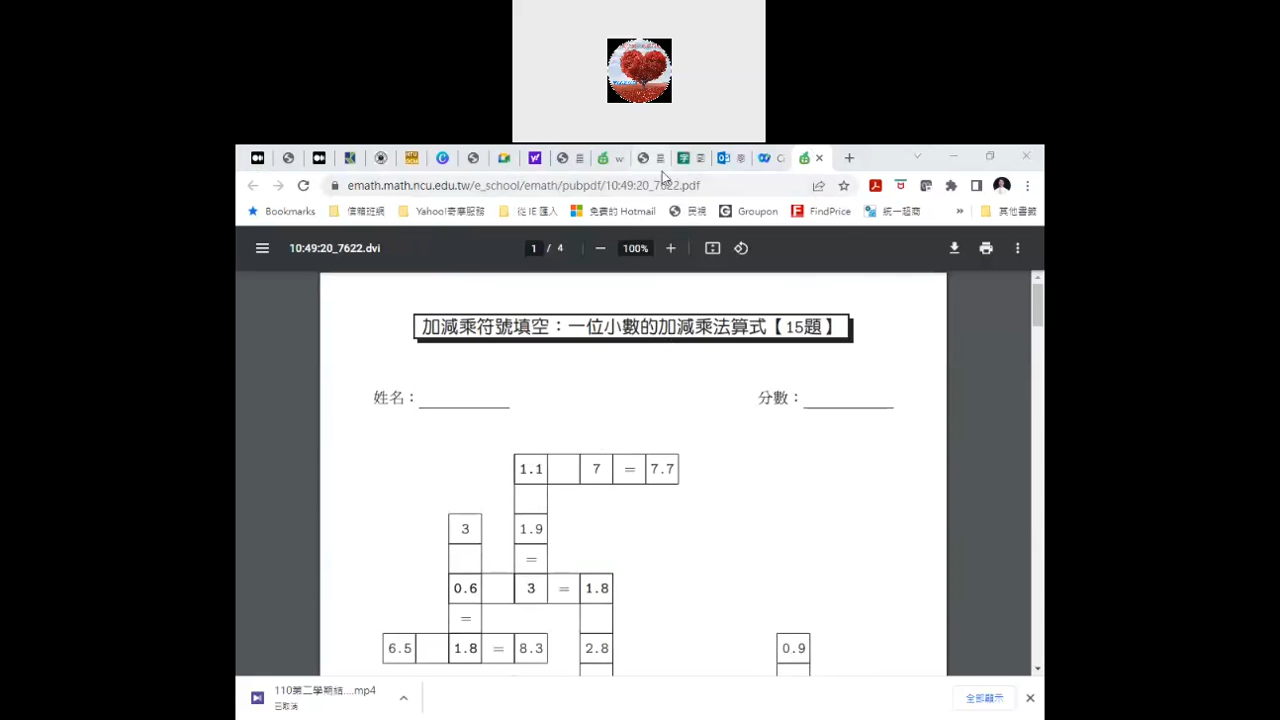 emath.math.ncu.edu.tw/e_school/emath/pubpdf/10:49:20_7622.pdf
Bookmarks 信箱班網 Yahoo!奇摩服務 從 IE 匯入 免費的 Hotmail 民視 Groupon FindPrice 統一超商 » 其他書籤
10:49:20_7622.dvi 1 / 4 − 100% +
加減乘符號填空：一位小數的加減乘法算式【15題】
姓名： 分數：
1.1 7 = 7.7
3 1.9
=
0.6 3 = 1.8
=
6.5 1.8 = 8.3 2.8 0.9
110第二學期結....mp4
已取消
全部顯示